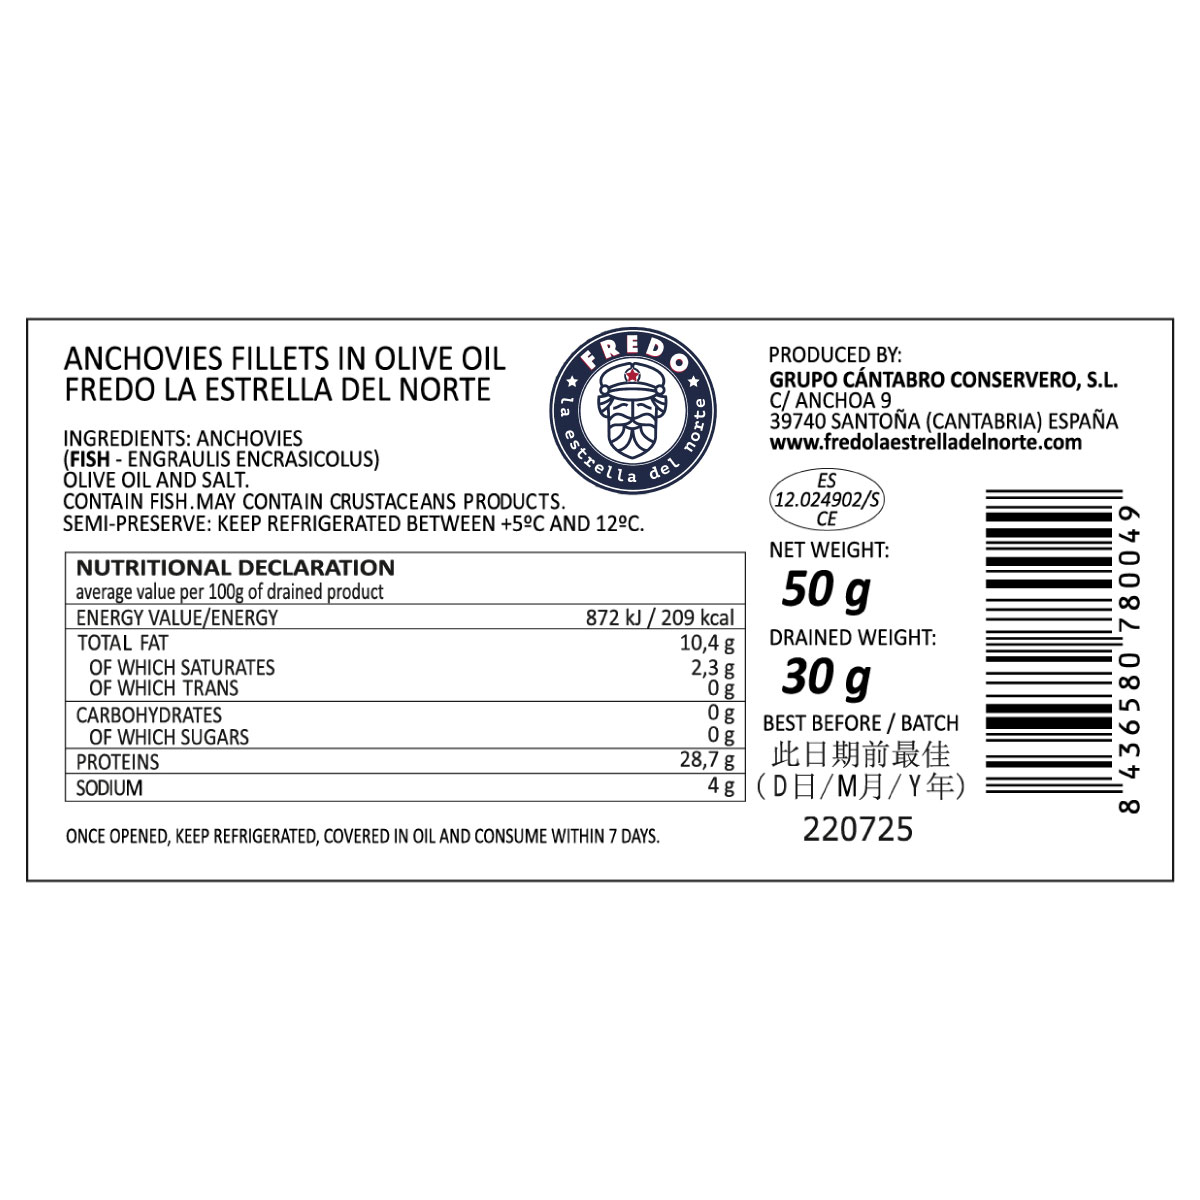 ANCHOVIES FILLETS IN OLIVE OIL
FREDO LA ESTRELLA DEL NORTE
INGREDIENTS: ANCHOVIES
(FISH - ENGRAULIS ENCRASICOLUS)
OLIVE OIL AND SALT.
CONTAIN FISH.MAY CONTAIN CRUSTACEANS PRODUCTS.
SEMI-PRESERVE: KEEP REFRIGERATED BETWEEN +5ºC AND 12ºC.
FREDO
la estrella del norte
NUTRITIONAL DECLARATION
average value per 100g of drained product
ENERGY VALUE/ENERGY 872 kJ / 209 kcal
TOTAL FAT 10,4 g
OF WHICH SATURATES 2,3 g
OF WHICH TRANS 0 g
CARBOHYDRATES 0 g
OF WHICH SUGARS 0 g
PROTEINS 28,7 g
SODIUM 4 g
ONCE OPENED, KEEP REFRIGERATED, COVERED IN OIL AND CONSUME WITHIN 7 DAYS.
PRODUCED BY:
GRUPO CÁNTABRO CONSERVERO, S.L.
C/ ANCHOA 9
39740 SANTOÑA (CANTABRIA) ESPAÑA
www.fredolaestrelladelnorte.com
ES
12.024902/S
CE
NET WEIGHT:
50 g
DRAINED WEIGHT:
30 g
BEST BEFORE / BATCH
此日期前最佳
(D日/M月/Y年)
220725
8 436580 780049